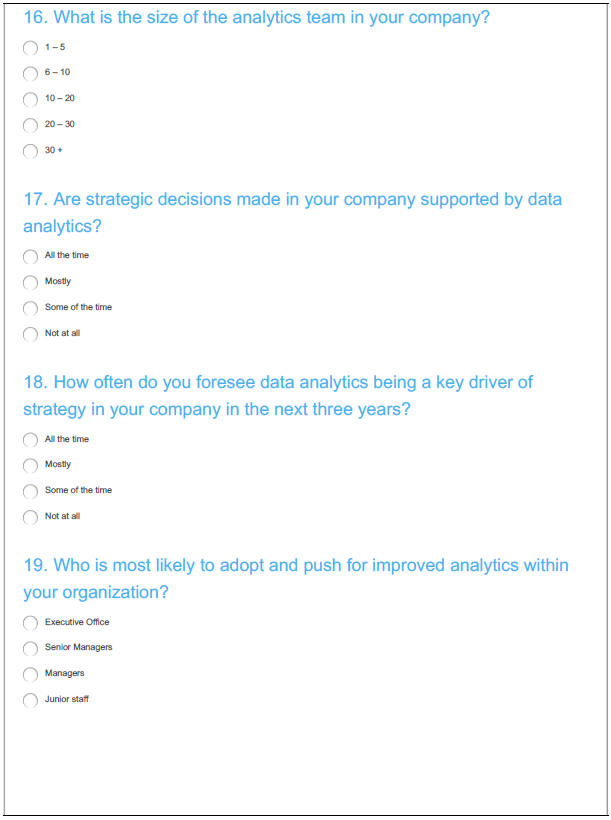 16. What is the size of the analytics team in your company?
1 – 5
6 – 10
10 – 20
20 – 30
30 +
17. Are strategic decisions made in your company supported by data
analytics?
All the time
Mostly
Some of the time
Not at all
18. How often do you foresee data analytics being a key driver of
strategy in your company in the next three years?
All the time
Mostly
Some of the time
Not at all
19. Who is most likely to adopt and push for improved analytics within
your organization?
Executive Office
Senior Managers
Managers
Junior staff